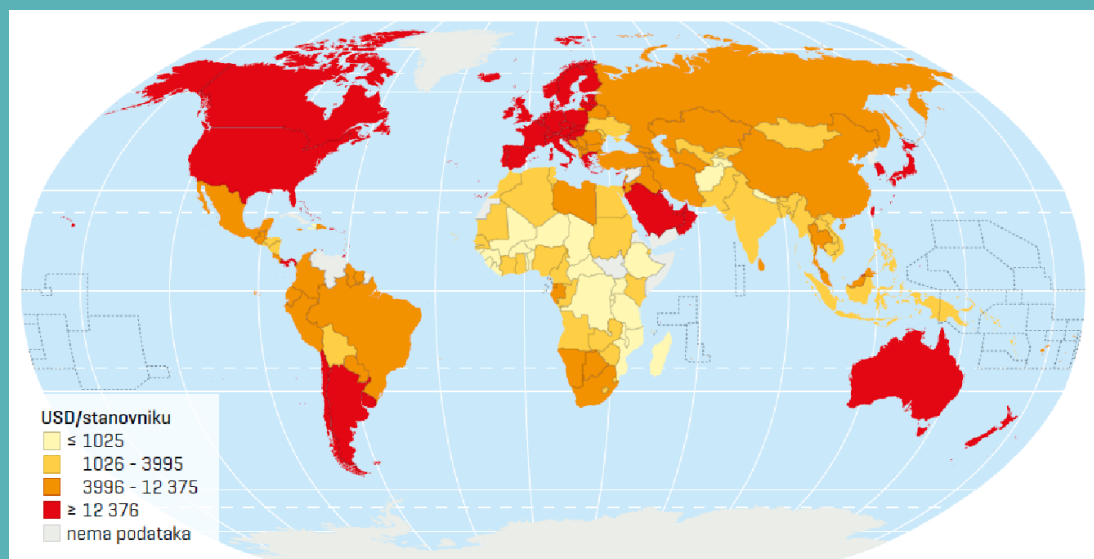 USD/stanovniku
≤ 1025
1026 - 3995
3996 - 12 375
≥ 12 376
nema podataka